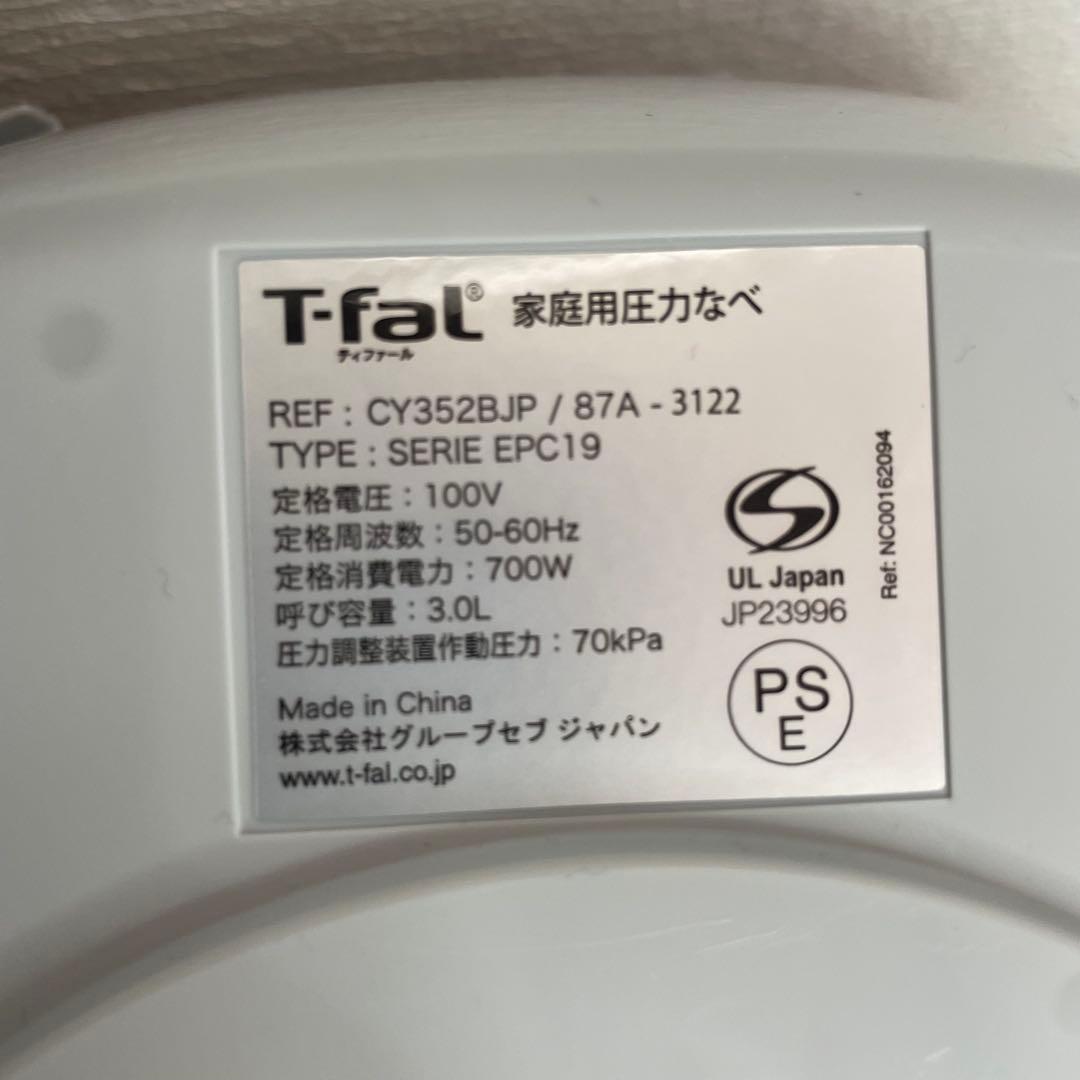 T-fal® 家庭用圧力なべ
ティファール
REF : CY352BJP / 87A - 3122
TYPE : SERIE EPC19
定格電圧：100V
定格周波数：50-60Hz
定格消費電力：700W
呼び容量：3.0L
圧力調整装置作動圧力：70kPa
Made in China
株式会社グループセブ ジャパン
www.t-fal.co.jp
S
UL Japan
JP23996
PS
E
Ref: NC00162094